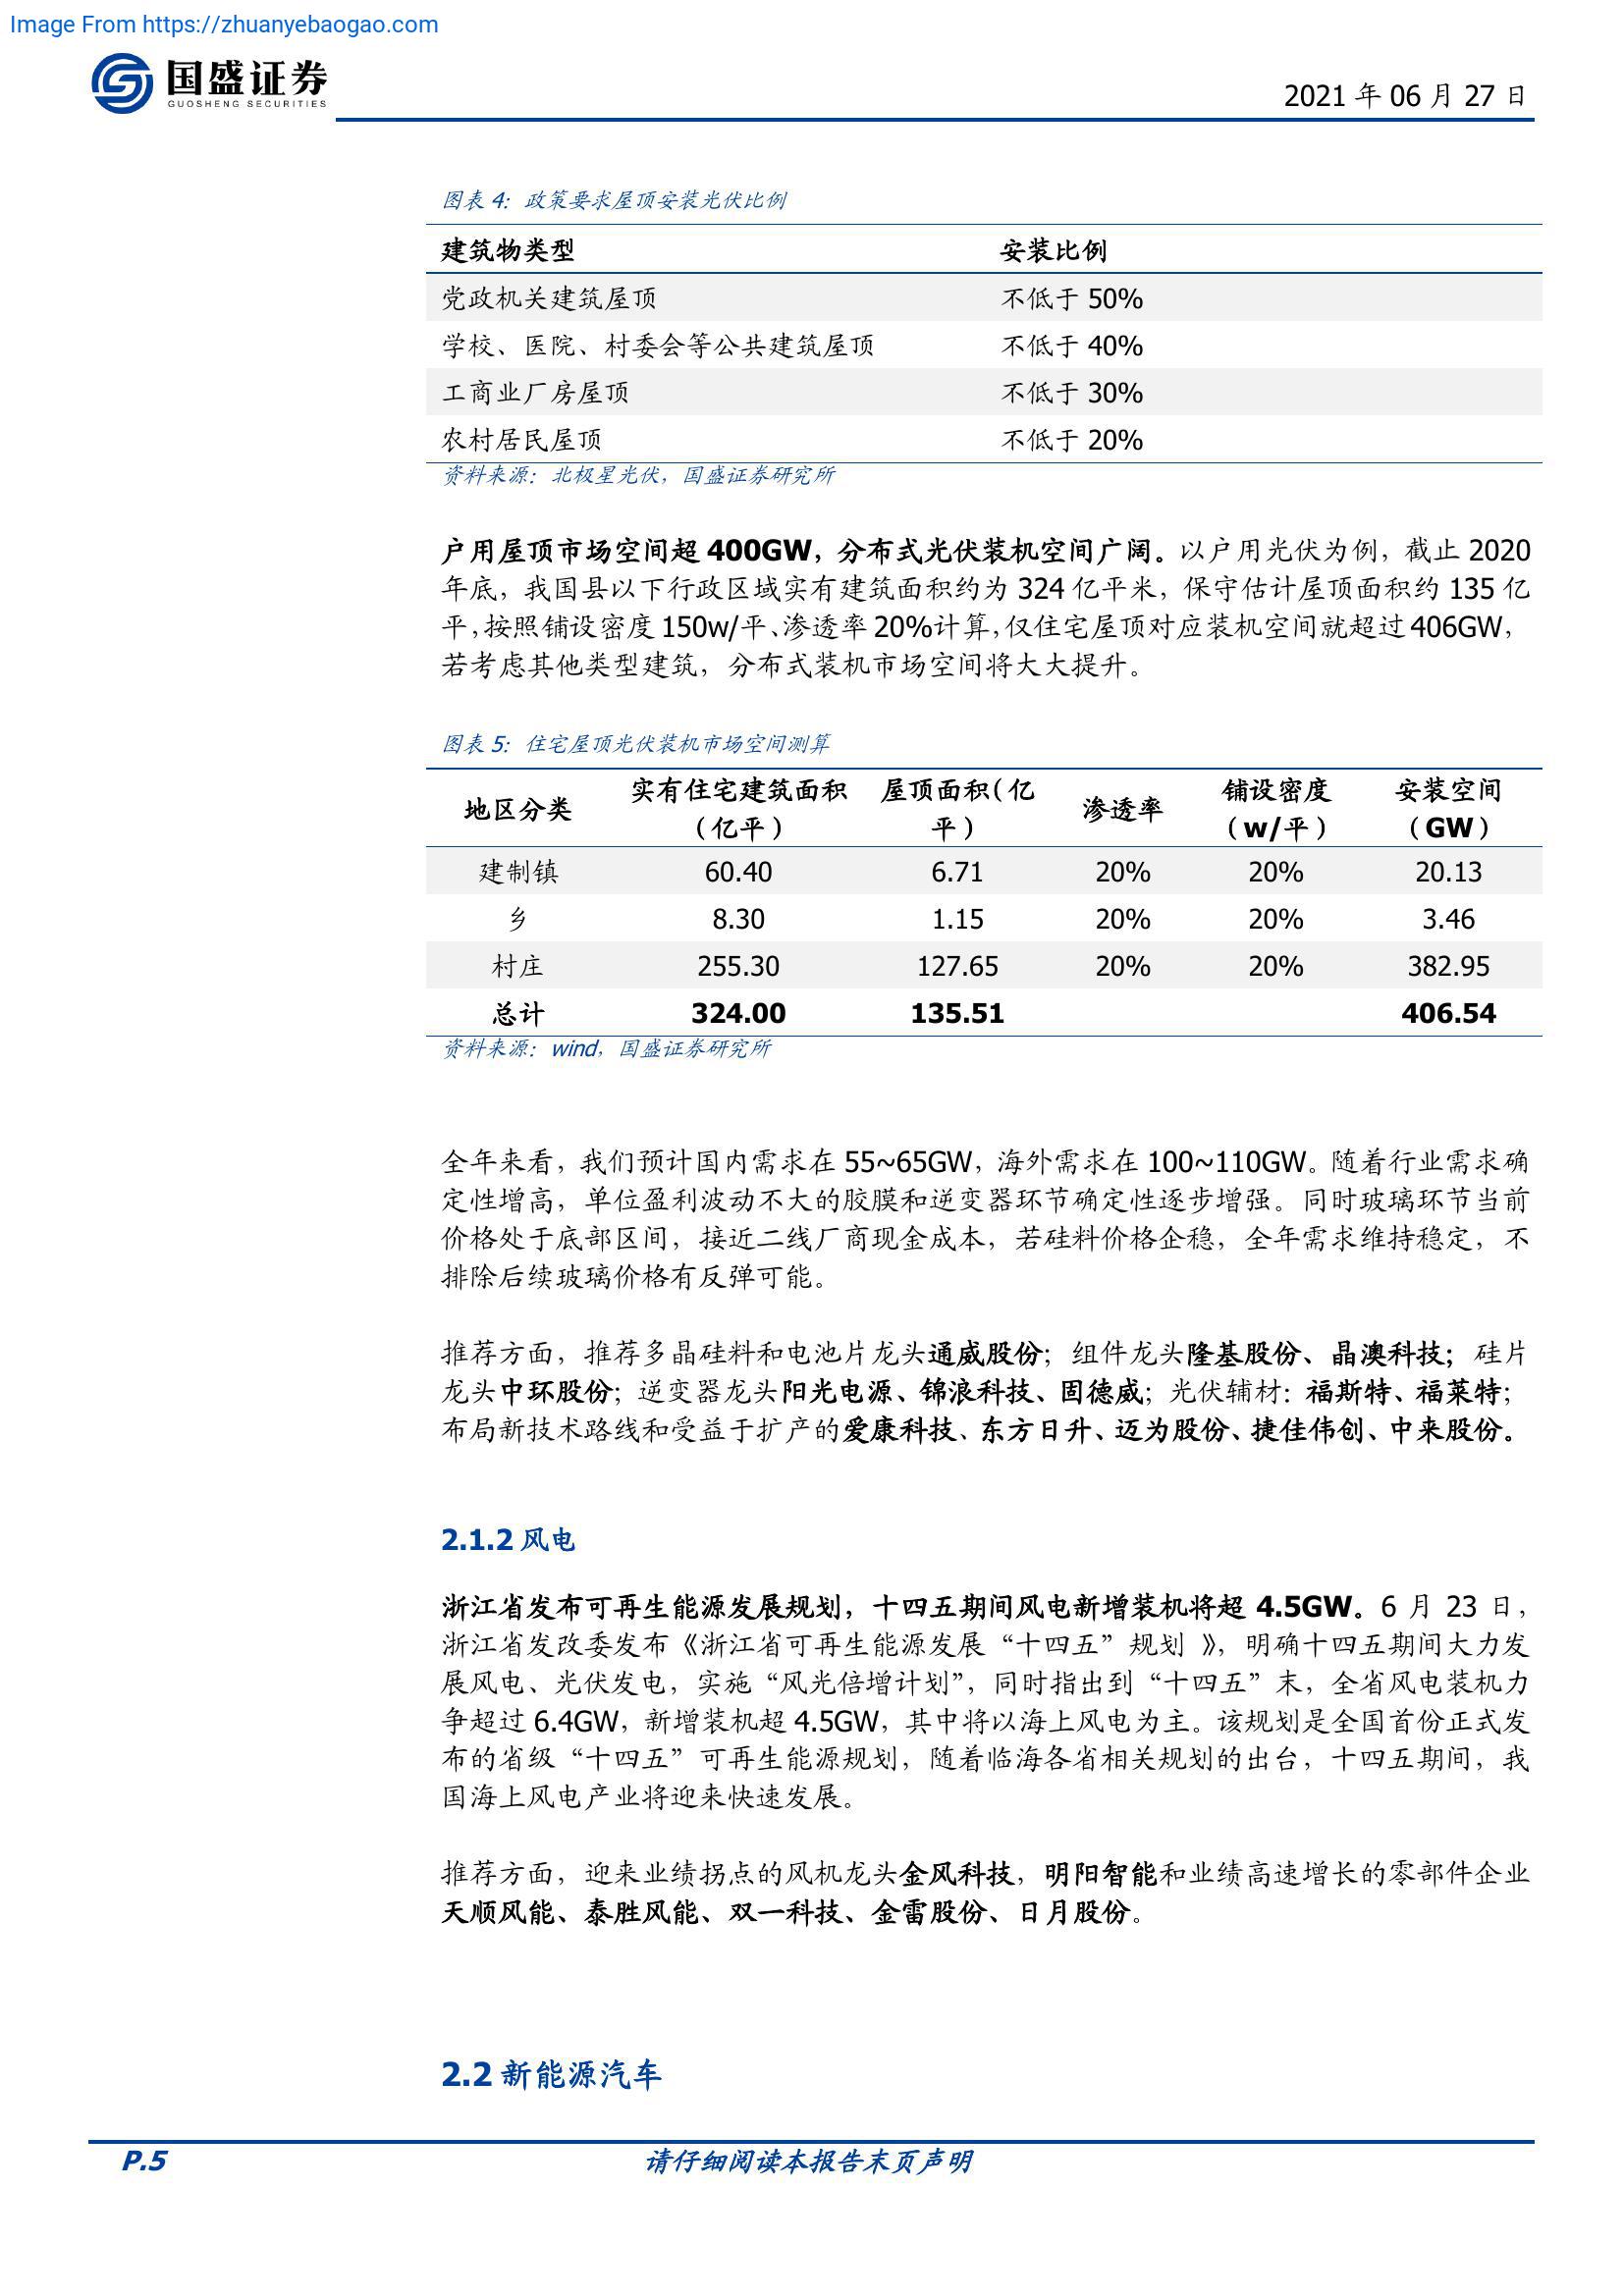 Image From https://zhuanyebaogao.com
国盛证券
GUOSHENG SECURITIES
2021 年 06 月 27 日
图表 4：政策要求屋顶安装光伏比例
建筑物类型 安装比例
党政机关建筑屋顶 不低于 50%
学校、医院、村委会等公共建筑屋顶 不低于 40%
工商业厂房屋顶 不低于 30%
农村居民屋顶 不低于 20%
资料来源：北极星光伏，国盛证券研究所
户用屋顶市场空间超 400GW，分布式光伏装机空间广阔。以户用光伏为例，截止 2020
年底，我国县以下行政区域实有建筑面积约为 324 亿平米，保守估计屋顶面积约 135 亿
平，按照铺设密度 150w/平、渗透率 20%计算，仅住宅屋顶对应装机空间就超过 406GW，
若考虑其他类型建筑，分布式装机市场空间将大大提升。
图表 5：住宅屋顶光伏装机市场空间测算
地区分类 实有住宅建筑面积（亿平） 屋顶面积（亿平） 渗透率 铺设密度（w/平） 安装空间（GW）
建制镇 60.40 6.71 20% 20% 20.13
乡 8.30 1.15 20% 20% 3.46
村庄 255.30 127.65 20% 20% 382.95
总计 324.00 135.51 406.54
资料来源：wind，国盛证券研究所
全年来看，我们预计国内需求在 55~65GW，海外需求在 100~110GW。随着行业需求确
定性增高，单位盈利波动不大的胶膜和逆变器环节确定性逐步增强。同时玻璃环节当前
价格处于底部区间，接近二线厂商现金成本，若硅料价格企稳，全年需求维持稳定，不
排除后续玻璃价格有反弹可能。
推荐方面，推荐多晶硅料和电池片龙头通威股份；组件龙头隆基股份、晶澳科技；硅片
龙头中环股份；逆变器龙头阳光电源、锦浪科技、固德威；光伏辅材：福斯特、福莱特；
布局新技术路线和受益于扩产的爱康科技、东方日升、迈为股份、捷佳伟创、中来股份。
2.1.2 风电
浙江省发布可再生能源发展规划，十四五期间风电新增装机将超 4.5GW。6 月 23 日，
浙江省发改委发布《浙江省可再生能源发展“十四五”规划 》，明确十四五期间大力发
展风电、光伏发电，实施“风光倍增计划”，同时指出到“十四五”末，全省风电装机力
争超过 6.4GW，新增装机超 4.5GW，其中将以海上风电为主。该规划是全国首份正式发
布的省级“十四五”可再生能源规划，随着临海各省相关规划的出台，十四五期间，我
国海上风电产业将迎来快速发展。
推荐方面，迎来业绩拐点的风机龙头金风科技，明阳智能和业绩高速增长的零部件企业
天顺风能、泰胜风能、双一科技、金雷股份、日月股份。
2.2 新能源汽车
P.5 请仔细阅读本报告末页声明